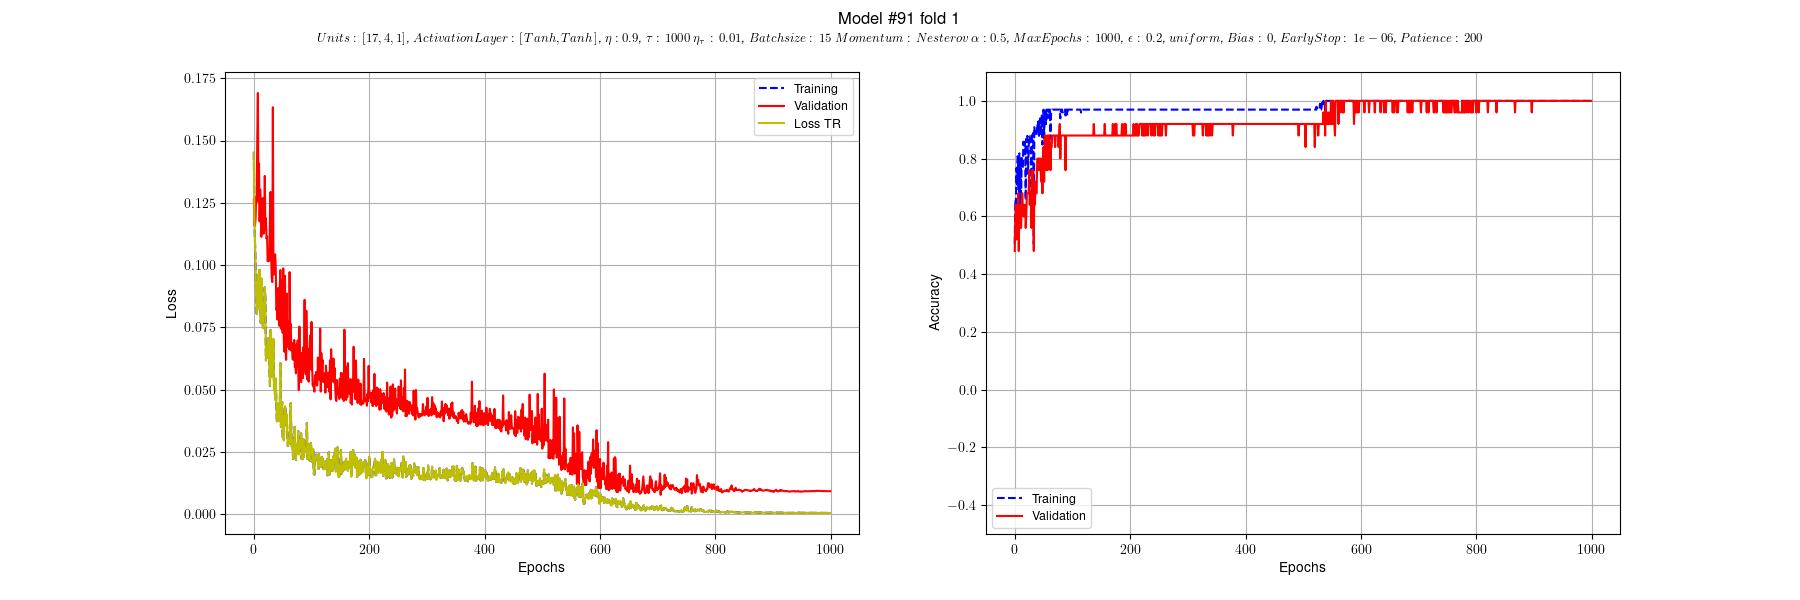 Model #91 fold 1
Units : [17, 4, 1], ActivationLayer : [Tanh, Tanh], η : 0.9, τ : 1000 ητ : 0.01, Batchsize : 15 Momentum : Nesterov α : 0.5, MaxEpochs : 1000, ϵ : 0.2, uniform, Bias : 0, EarlyStop : 1e − 06, Patience : 200
0.175
0.150
0.125
0.100
0.075
0.050
0.025
0.000
Loss
Training
Validation
Loss TR
0 200 400 600 800 1000
Epochs
1.0
0.8
0.6
0.4
0.2
0.0
−0.2
−0.4
Accuracy
Training
Validation
0 200 400 600 800 1000
Epochs